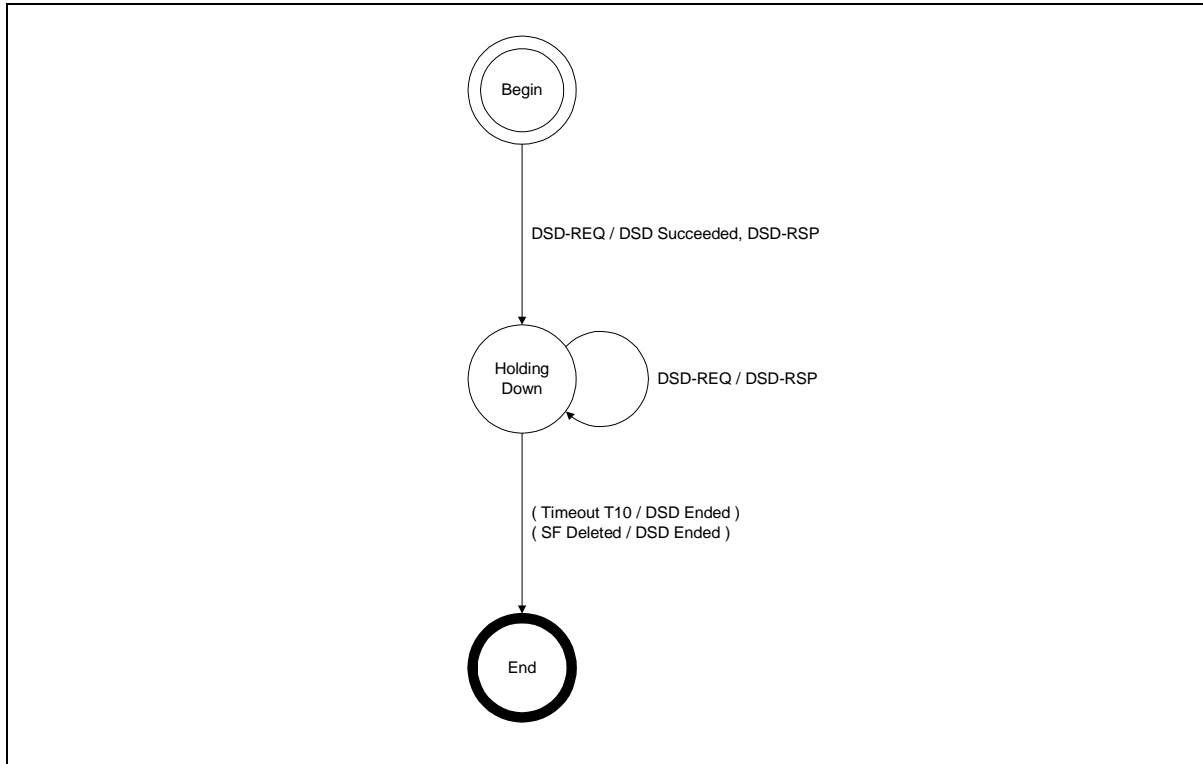 Begin
DSD-REQ / DSD Succeeded, DSD-RSP
Holding
Down
DSD-REQ / DSD-RSP
( Timeout T10 / DSD Ended )
( SF Deleted / DSD Ended )
End